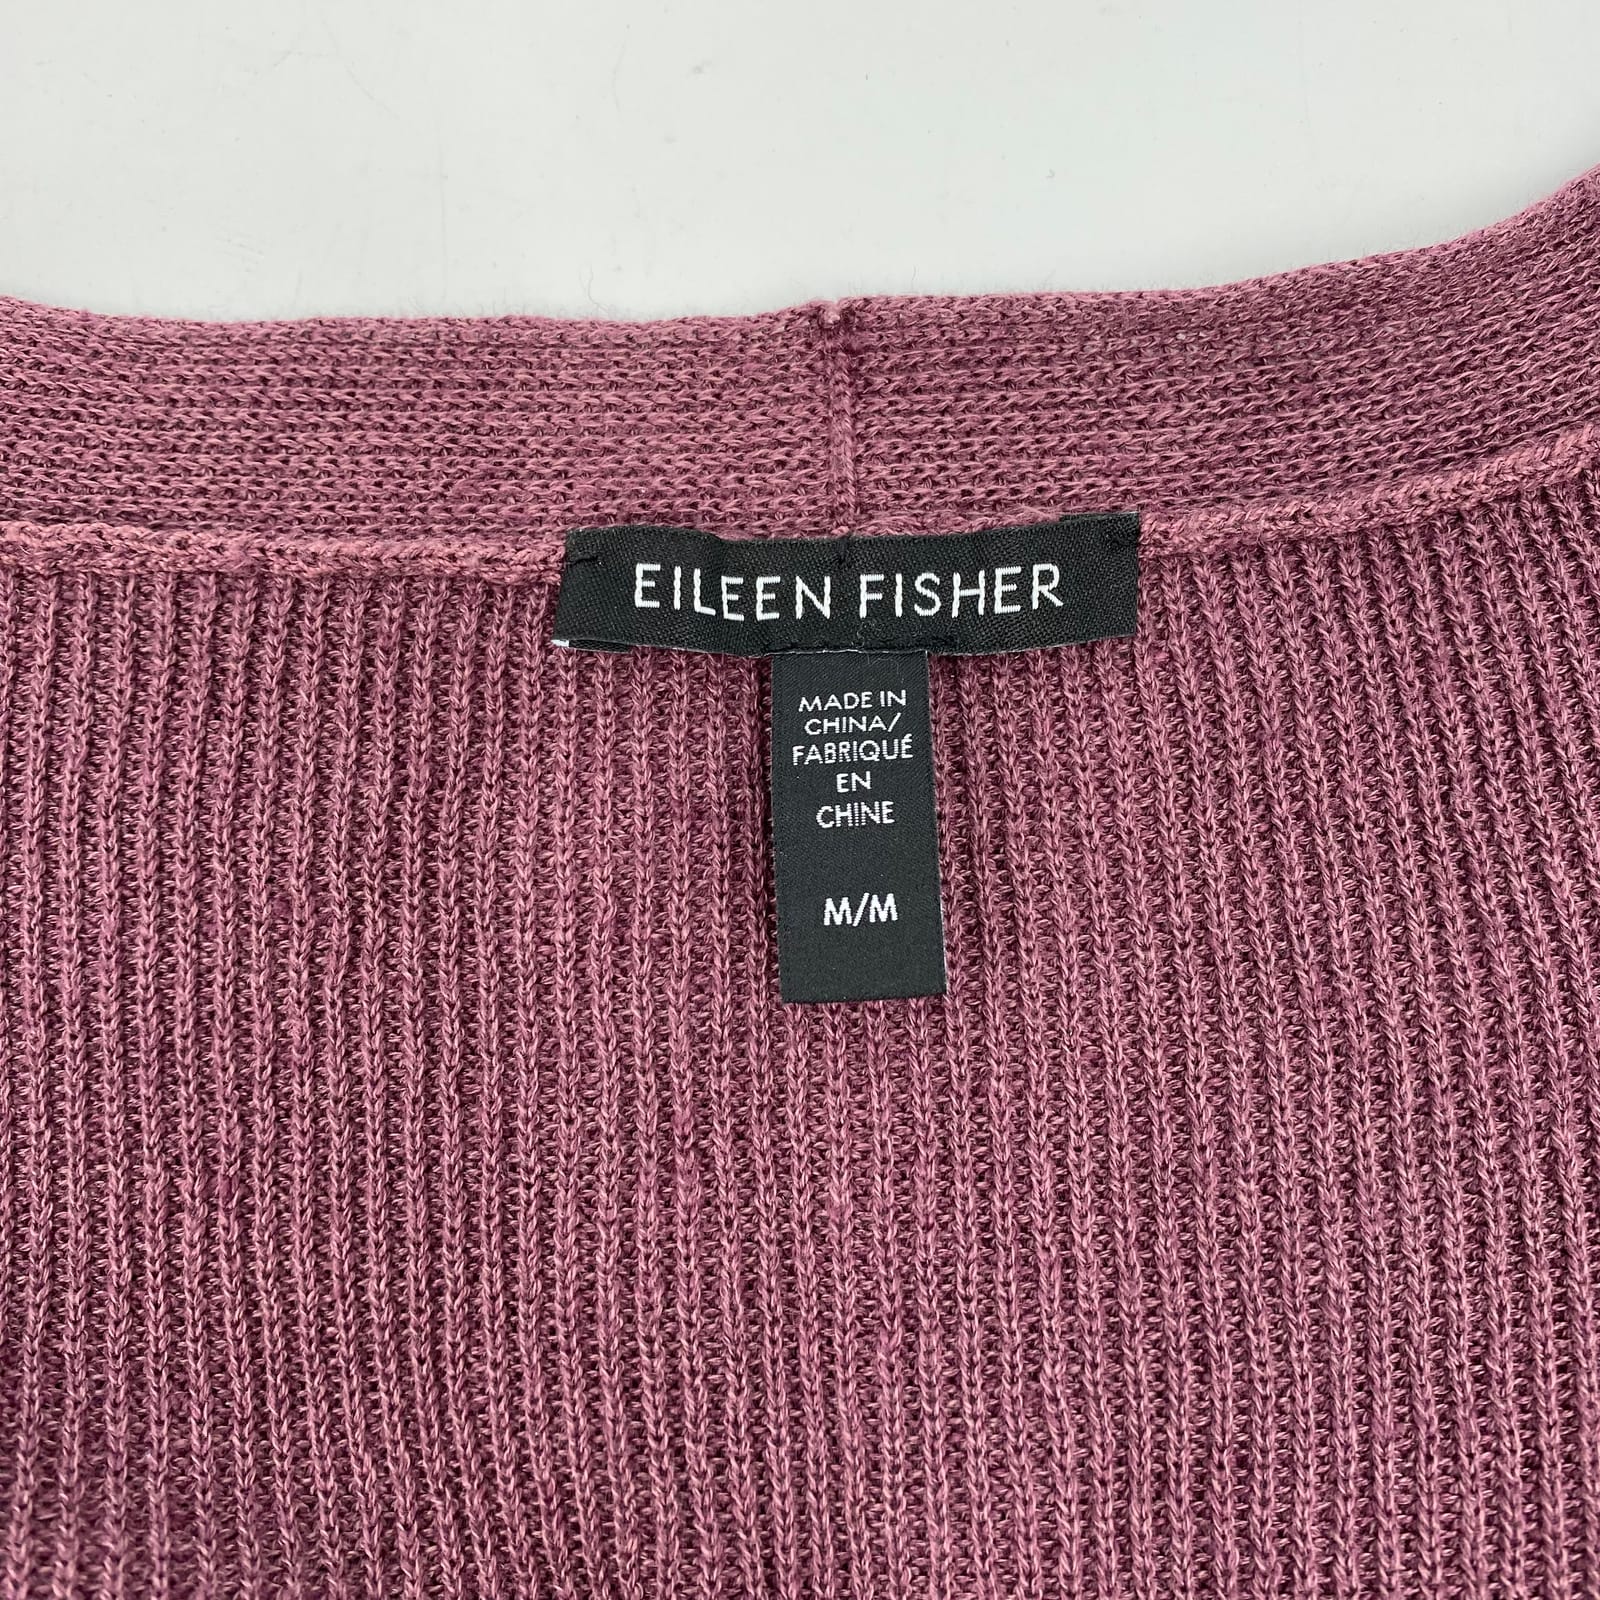 EILEEN FISHER
MADE IN
CHINA/
FABRIQUÉ
EN
CHINE
M/M